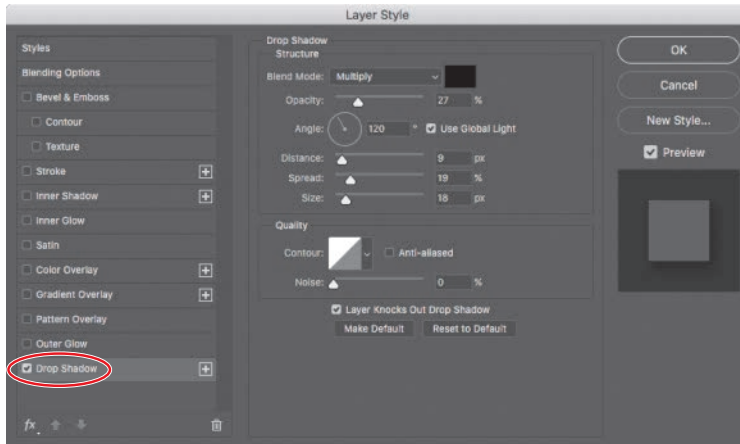 Layer Style
Styles
Blending Options
Bevel & Emboss
Contour
Texture
Stroke
Inner Shadow
Inner Glow
Satin
Color Overlay
Gradient Overlay
Pattern Overlay
Outer Glow
Drop Shadow
fx
Drop Shadow
Structure
Blend Mode: Multiply
Opacity: 27 %
Angle: 120 ° Use Global Light
Distance: 9 px
Spread: 19 %
Size: 18 px
Quality
Contour: Anti-aliased
Noise: 0 %
Layer Knocks Out Drop Shadow
Make Default Reset to Default
OK
Cancel
New Style...
Preview